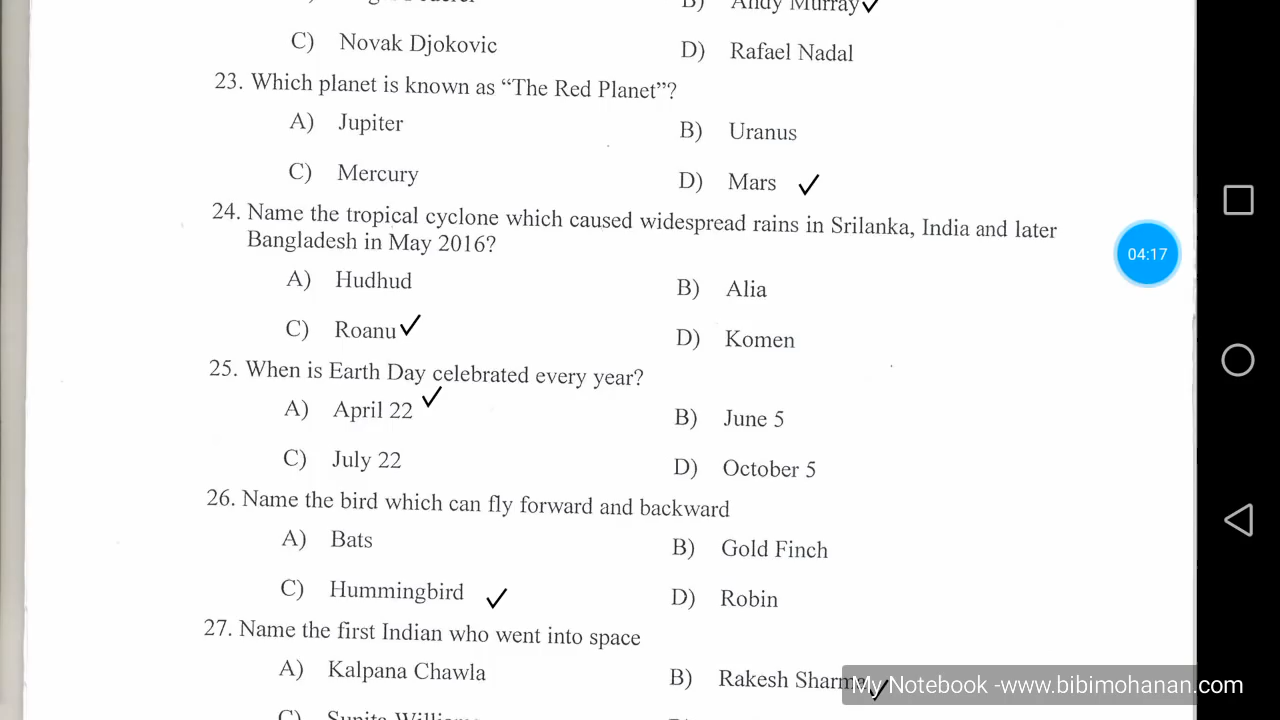 B) Andy Murray
C) Novak Djokovic D) Rafael Nadal
23. Which planet is known as “The Red Planet”?
A) Jupiter B) Uranus
C) Mercury D) Mars
24. Name the tropical cyclone which caused widespread rains in Srilanka, India and later
Bangladesh in May 2016?
A) Hudhud B) Alia
C) Roanu D) Komen
25. When is Earth Day celebrated every year?
A) April 22 B) June 5
C) July 22 D) October 5
26. Name the bird which can fly forward and backward
A) Bats B) Gold Finch
C) Hummingbird D) Robin
27. Name the first Indian who went into space
A) Kalpana Chawla B) Rakesh Sharma
C)
04:17
My Notebook -www.bibimohanan.com